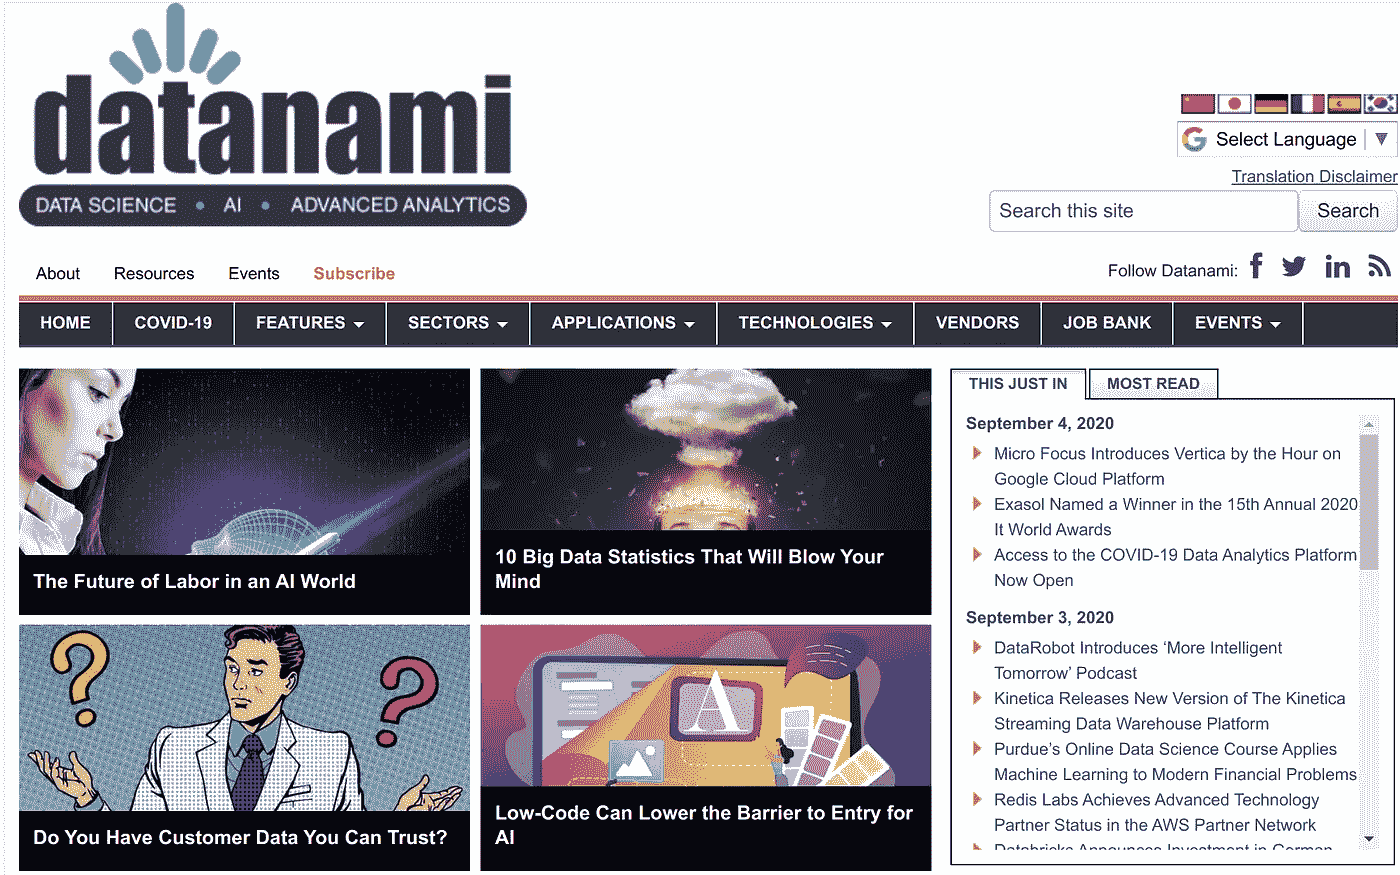 datanami
DATA SCIENCE • AI • ADVANCED ANALYTICS
Select Language
Translation Disclaimer
Search this site
Search
About Resources Events Subscribe
Follow Datanami:
HOME COVID-19 FEATURES SECTORS APPLICATIONS TECHNOLOGIES VENDORS JOB BANK EVENTS
The Future of Labor in an AI World
10 Big Data Statistics That Will Blow Your
Mind
Do You Have Customer Data You Can Trust?
A
Low-Code Can Lower the Barrier to Entry for
AI
THIS JUST IN MOST READ
September 4, 2020
Micro Focus Introduces Vertica by the Hour on
Google Cloud Platform
Exasol Named a Winner in the 15th Annual 2020
It World Awards
Access to the COVID-19 Data Analytics Platform
Now Open
September 3, 2020
DataRobot Introduces ‘More Intelligent
Tomorrow’ Podcast
Kinetica Releases New Version of The Kinetica
Streaming Data Warehouse Platform
Purdue’s Online Data Science Course Applies
Machine Learning to Modern Financial Problems
Redis Labs Achieves Advanced Technology
Partner Status in the AWS Partner Network
Databricks Announces Investment in German